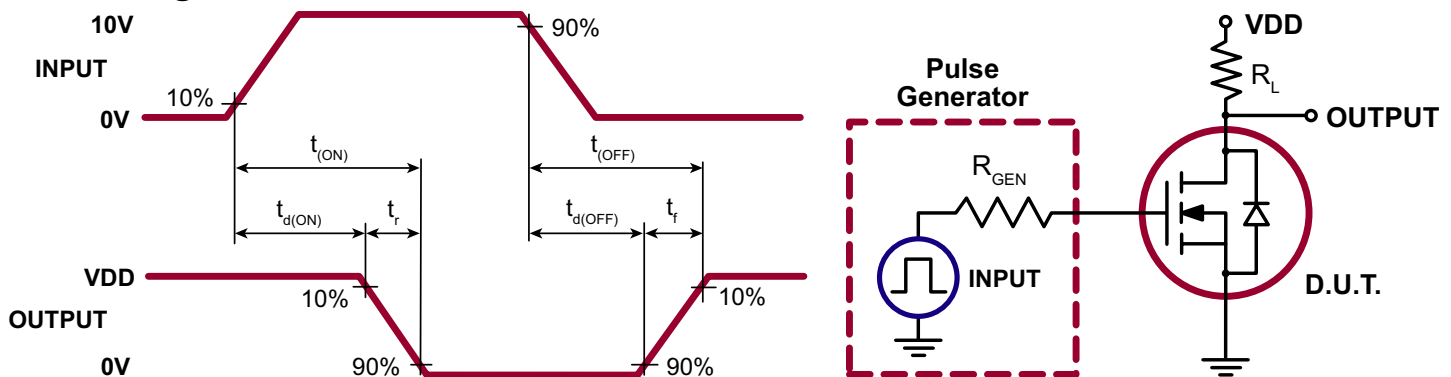 10V
INPUT
0V
10%
90%
t(ON)
t(OFF)
td(ON)
tr
td(OFF)
tf
VDD
OUTPUT
0V
10%
90%
10%
90%
Pulse
Generator
RGEN
INPUT
VDD
RL
OUTPUT
D.U.T.